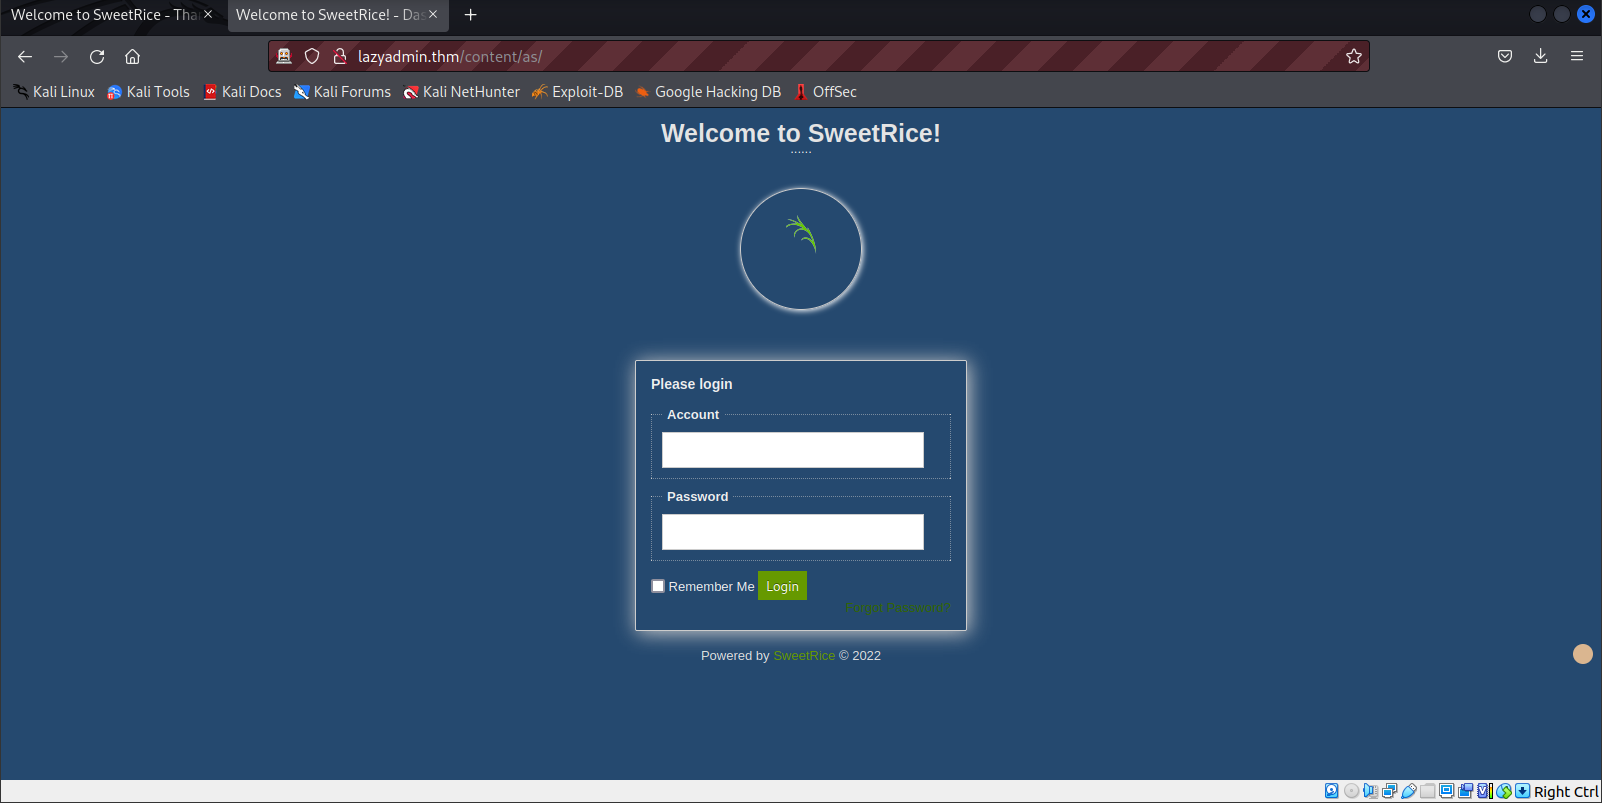 Welcome to SweetRice - Tha
Welcome to SweetRice! - Das
lazyadmin.thm/content/as/
Kali Linux Kali Tools Kali Docs Kali Forums Kali NetHunter Exploit-DB Google Hacking DB OffSec
Welcome to SweetRice!
......
Please login
Account
Password
Remember Me Login
Forgot Password?
Powered by SweetRice © 2022
Right Ctrl